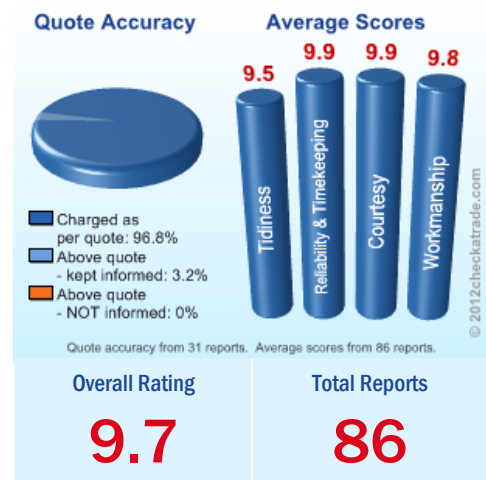 Quote Accuracy
Charged as
per quote: 96.8%
Above quote
- kept informed: 3.2%
Above quote
- NOT informed: 0%
Average Scores
9.5
9.9
9.9
9.8
Tidiness
Reliability & Timekeeping
Courtesy
Workmanship
© 2012checkatrade.com
Quote accuracy from 31 reports. Average scores from 86 reports.
Overall Rating
9.7
Total Reports
86